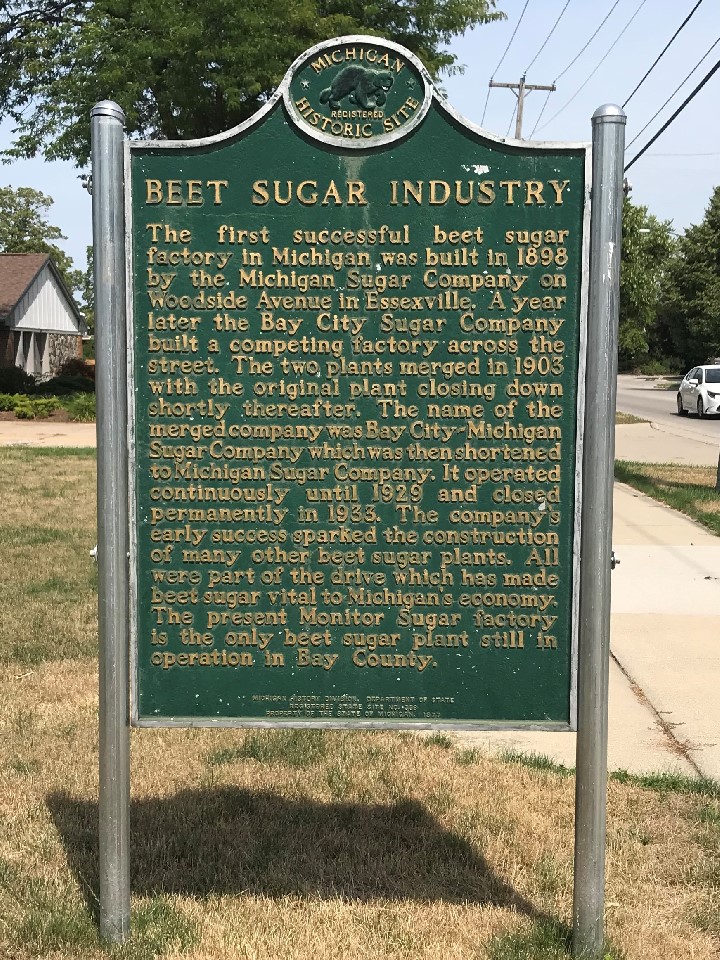 MICHIGAN
REGISTERED
HISTORIC SITE
BEET SUGAR INDUSTRY
The first successful beet sugar
factory in Michigan was built in 1898
by the Michigan Sugar Company on
Woodside Avenue in Essexville. A year
later the Bay City Sugar Company
built a competing factory across the
street. The two plants merged in 1903
with the original plant closing down
shortly thereafter. The name of the
merged company was Bay City-Michigan
Sugar Company which was then shortened
to Michigan Sugar Company. It operated
continuously until 1929 and closed
permanently in 1933. The company's
early success sparked the construction
of many other beet sugar plants. All
were part of the drive which has made
beet sugar vital to Michigan's economy.
The present Monitor Sugar factory
is the only beet sugar plant still in
operation in Bay County.
MICHIGAN HISTORY DIVISION, DEPARTMENT OF STATE
REGISTERED STATE SITE NO.
PROPERTY OF THE STATE OF MICHIGAN,